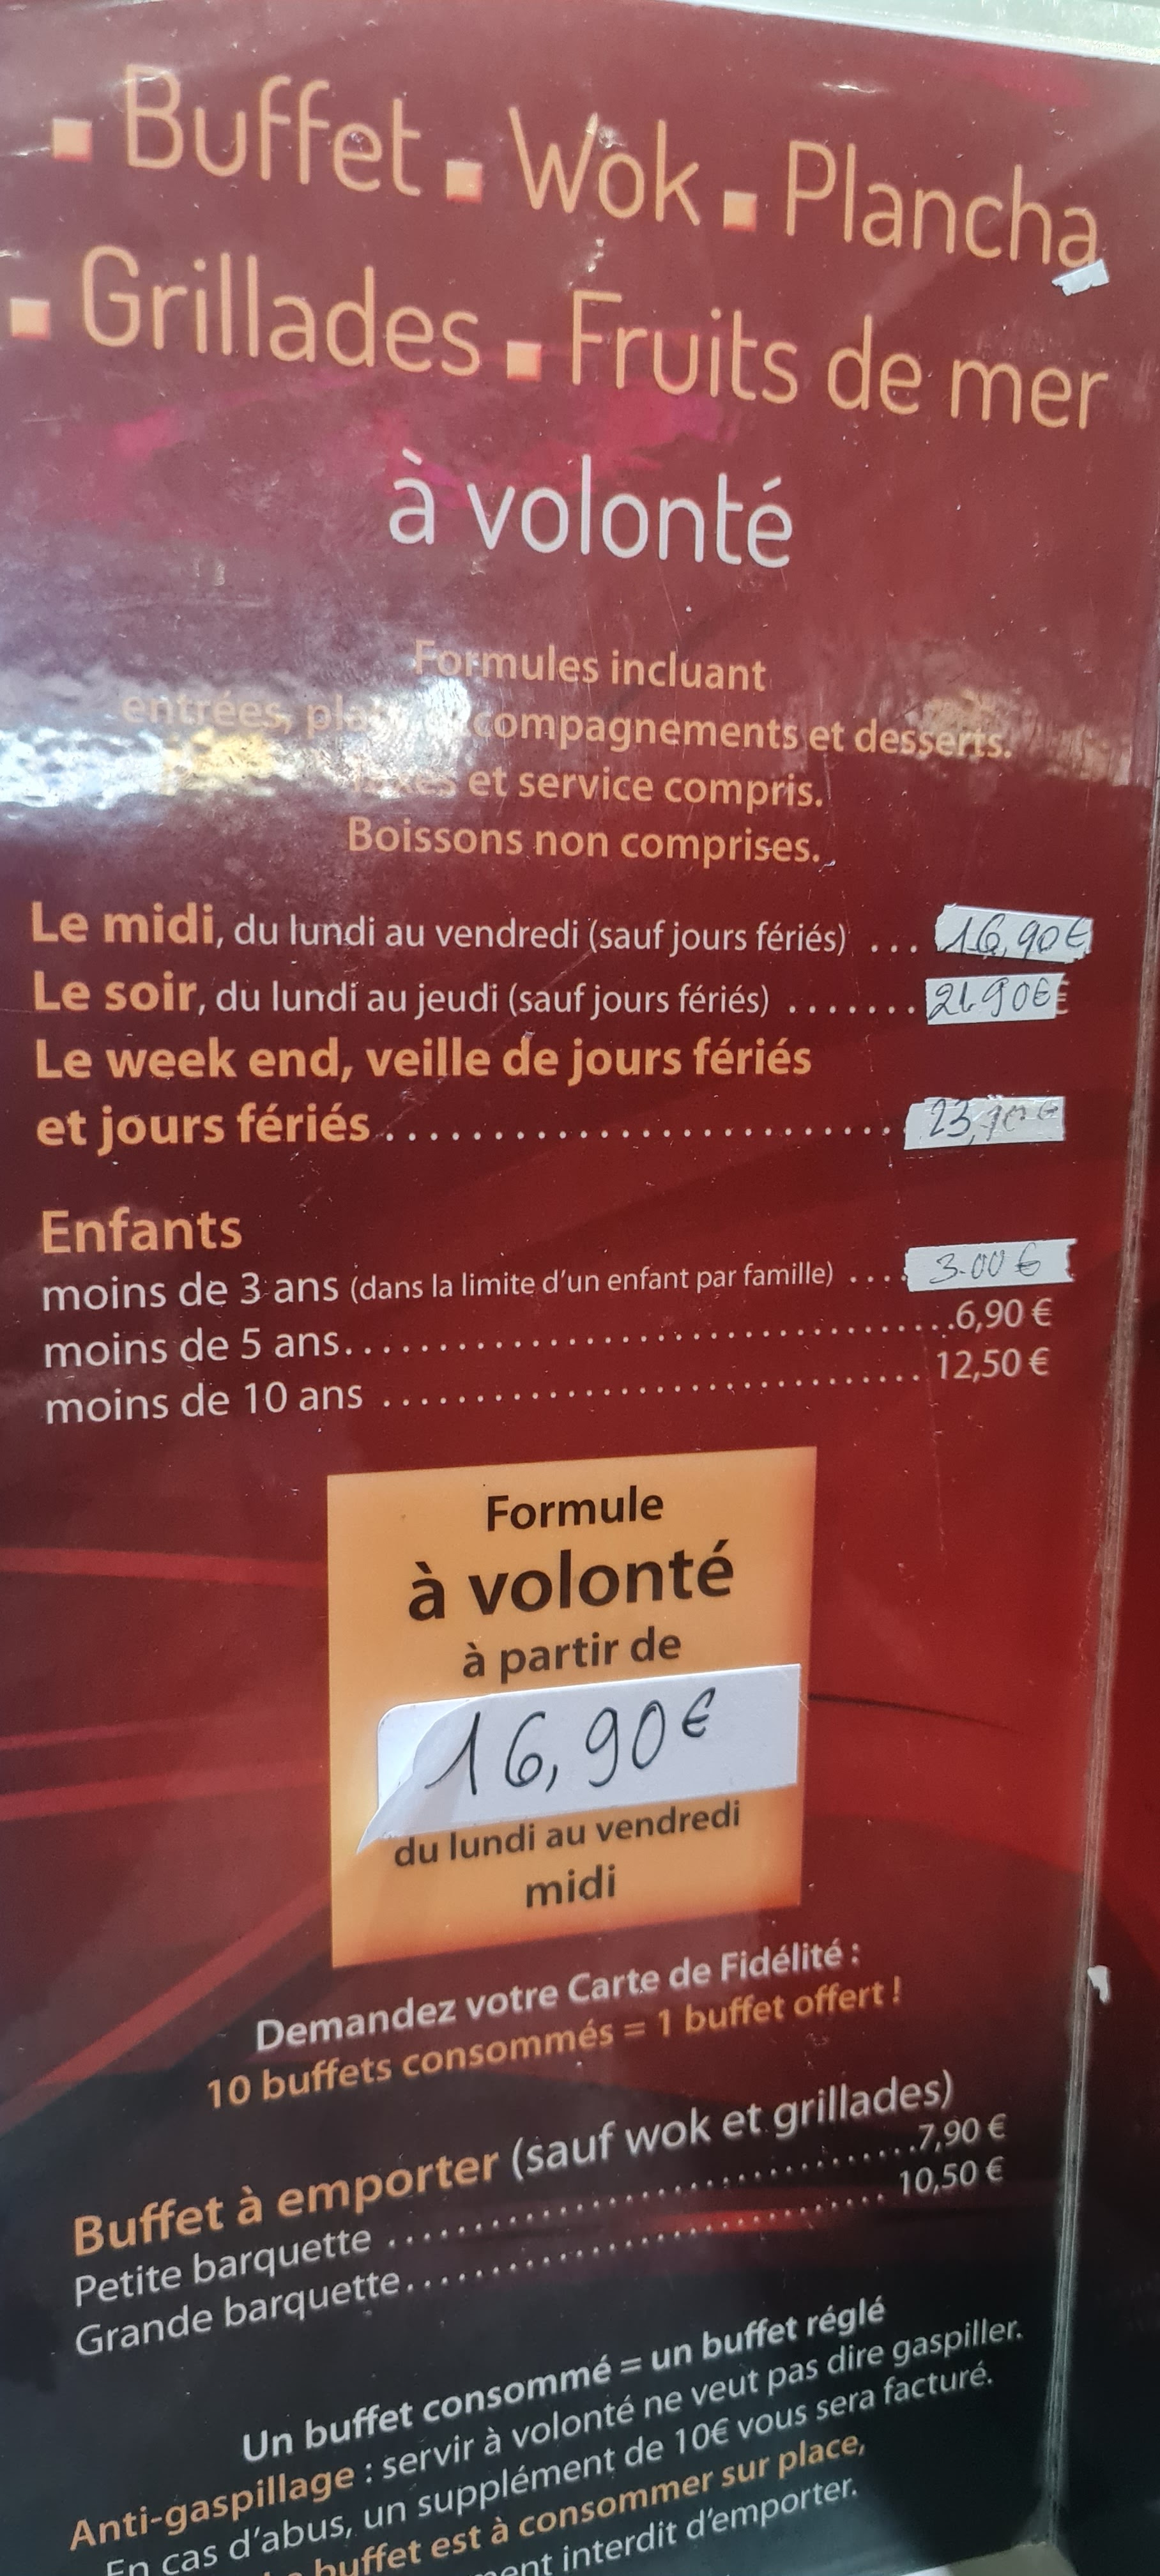 ▪ Buffet ▪ Wok ▪ Plancha
▪ Grillades ▪ Fruits de mer
à volonté
Formules incluant
entrées, plats, accompagnements et desserts.
Taxes et service compris.
Boissons non comprises.
Le midi, du lundi au vendredi (sauf jours fériés) ... 16,90€
Le soir, du lundi au jeudi (sauf jours fériés) ....... 21,90€
Le week end, veille de jours fériés
et jours fériés .......................... 23,90€
Enfants
moins de 3 ans (dans la limite d'un enfant par famille) .... 3.00€
moins de 5 ans..................................6,90 €
moins de 10 ans .............................. 12,50 €
Formule
à volonté
à partir de
16,90€
du lundi au vendredi
midi
Demandez votre Carte de Fidélité :
10 buffets consommés = 1 buffet offert !
Buffet à emporter (sauf wok et grillades)
Petite barquette ..............................7,90 €
Grande barquette............................ 10,50 €
Un buffet consommé = un buffet réglé
Anti-gaspillage : servir à volonté ne veut pas dire gaspiller.
En cas d'abus, un supplément de 10€ vous sera facturé.
buffet est à consommer sur place,
interdit d'emporter.